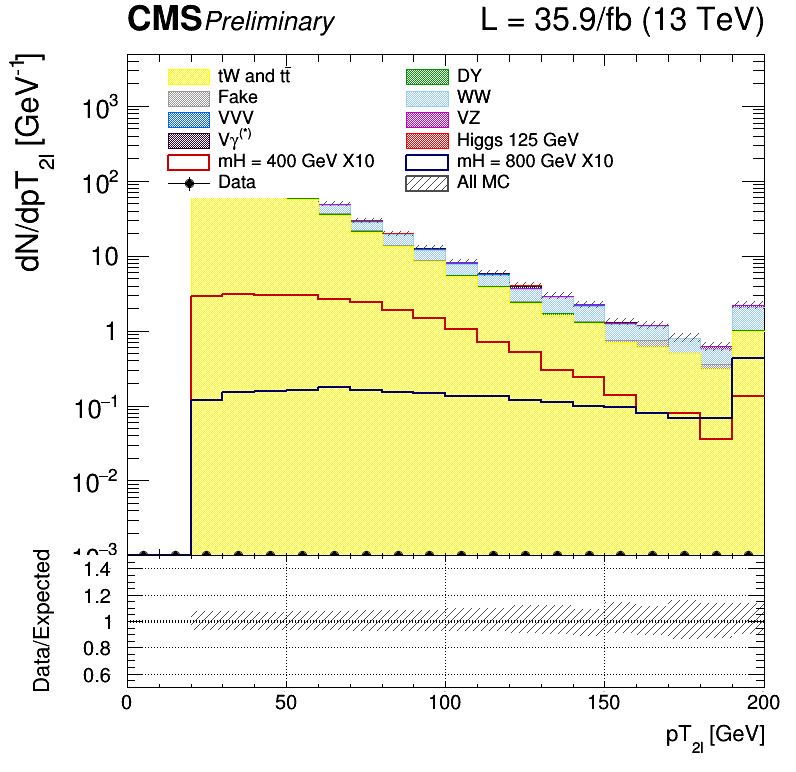 CMS Preliminary L = 35.9/fb (13 TeV)
dN/dpT2l [GeV-1]
tW and tt̄ DY
Fake WW
VVV VZ
Vγ(*) Higgs 125 GeV
mH = 400 GeV X10 mH = 800 GeV X10
Data All MC
10³
10²
10
1
10⁻¹
10⁻²
10⁻³
Data/Expected
1.4
1.2
1
0.8
0.6
0 50 100 150 200
pT2l [GeV]